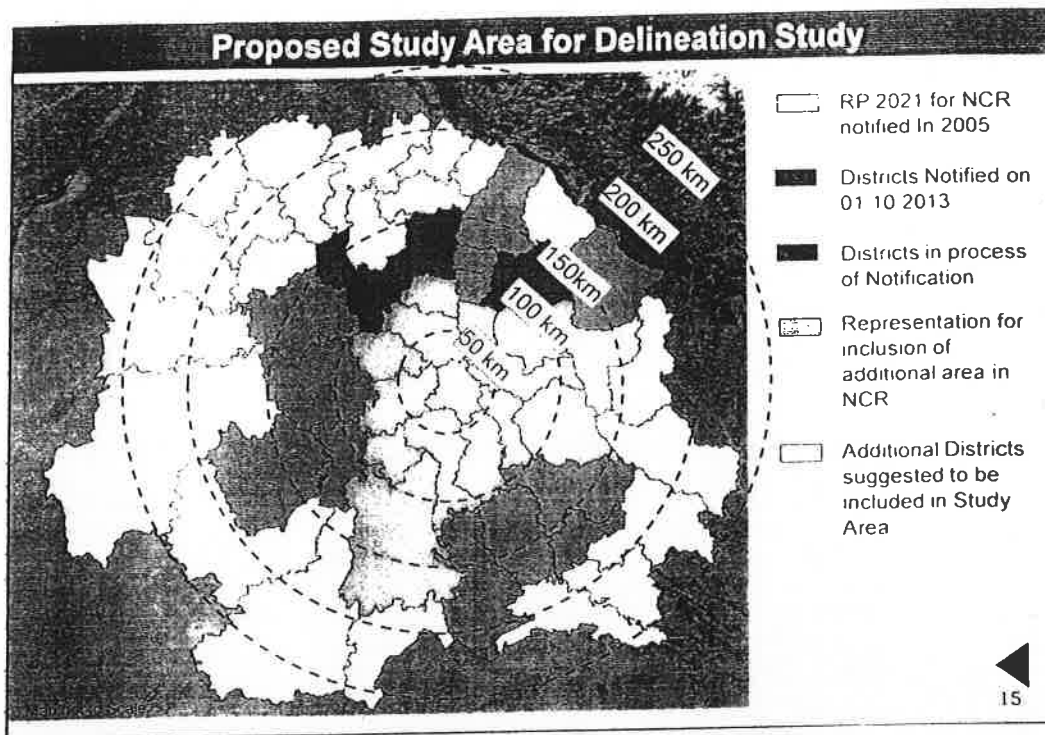 Proposed Study Area for Delineation Study
RP 2021 for NCR
notified In 2005
Districts Notified on
01 10 2013
Districts in process
of Notification
Representation for
inclusion of
additional area in
NCR
Additional Districts
suggested to be
included in Study
Area
250 km
200 km
150km
100 km
50 km
15